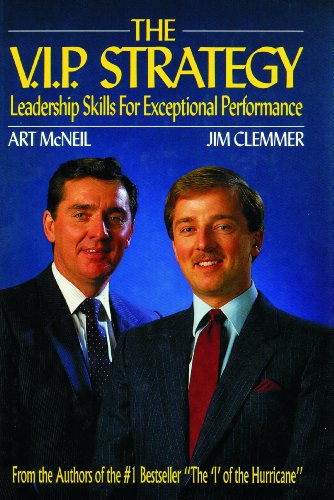 THE
V.I.P. STRATEGY
Leadership Skills For Exceptional Performance
ART McNEIL JIM CLEMMER
From the Authors of the #1 Bestseller "The 'I' of the Hurricane"